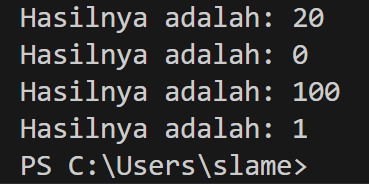 Hasilnya adalah: 20
Hasilnya adalah: 0
Hasilnya adalah: 100
Hasilnya adalah: 1
PS C:\Users\slame>